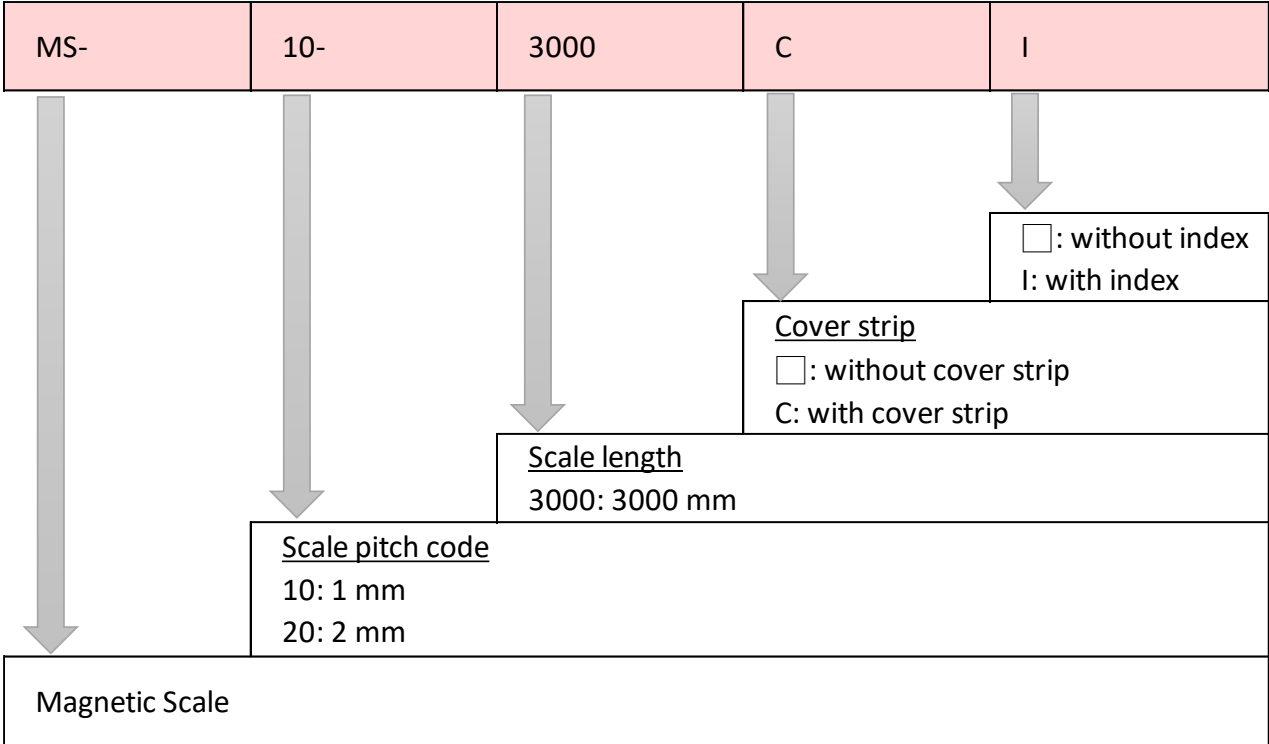 MS- 10- 3000 C I
□: without index
I: with index
Cover strip
□: without cover strip
C: with cover strip
Scale length
3000: 3000 mm
Scale pitch code
10: 1 mm
20: 2 mm
Magnetic Scale